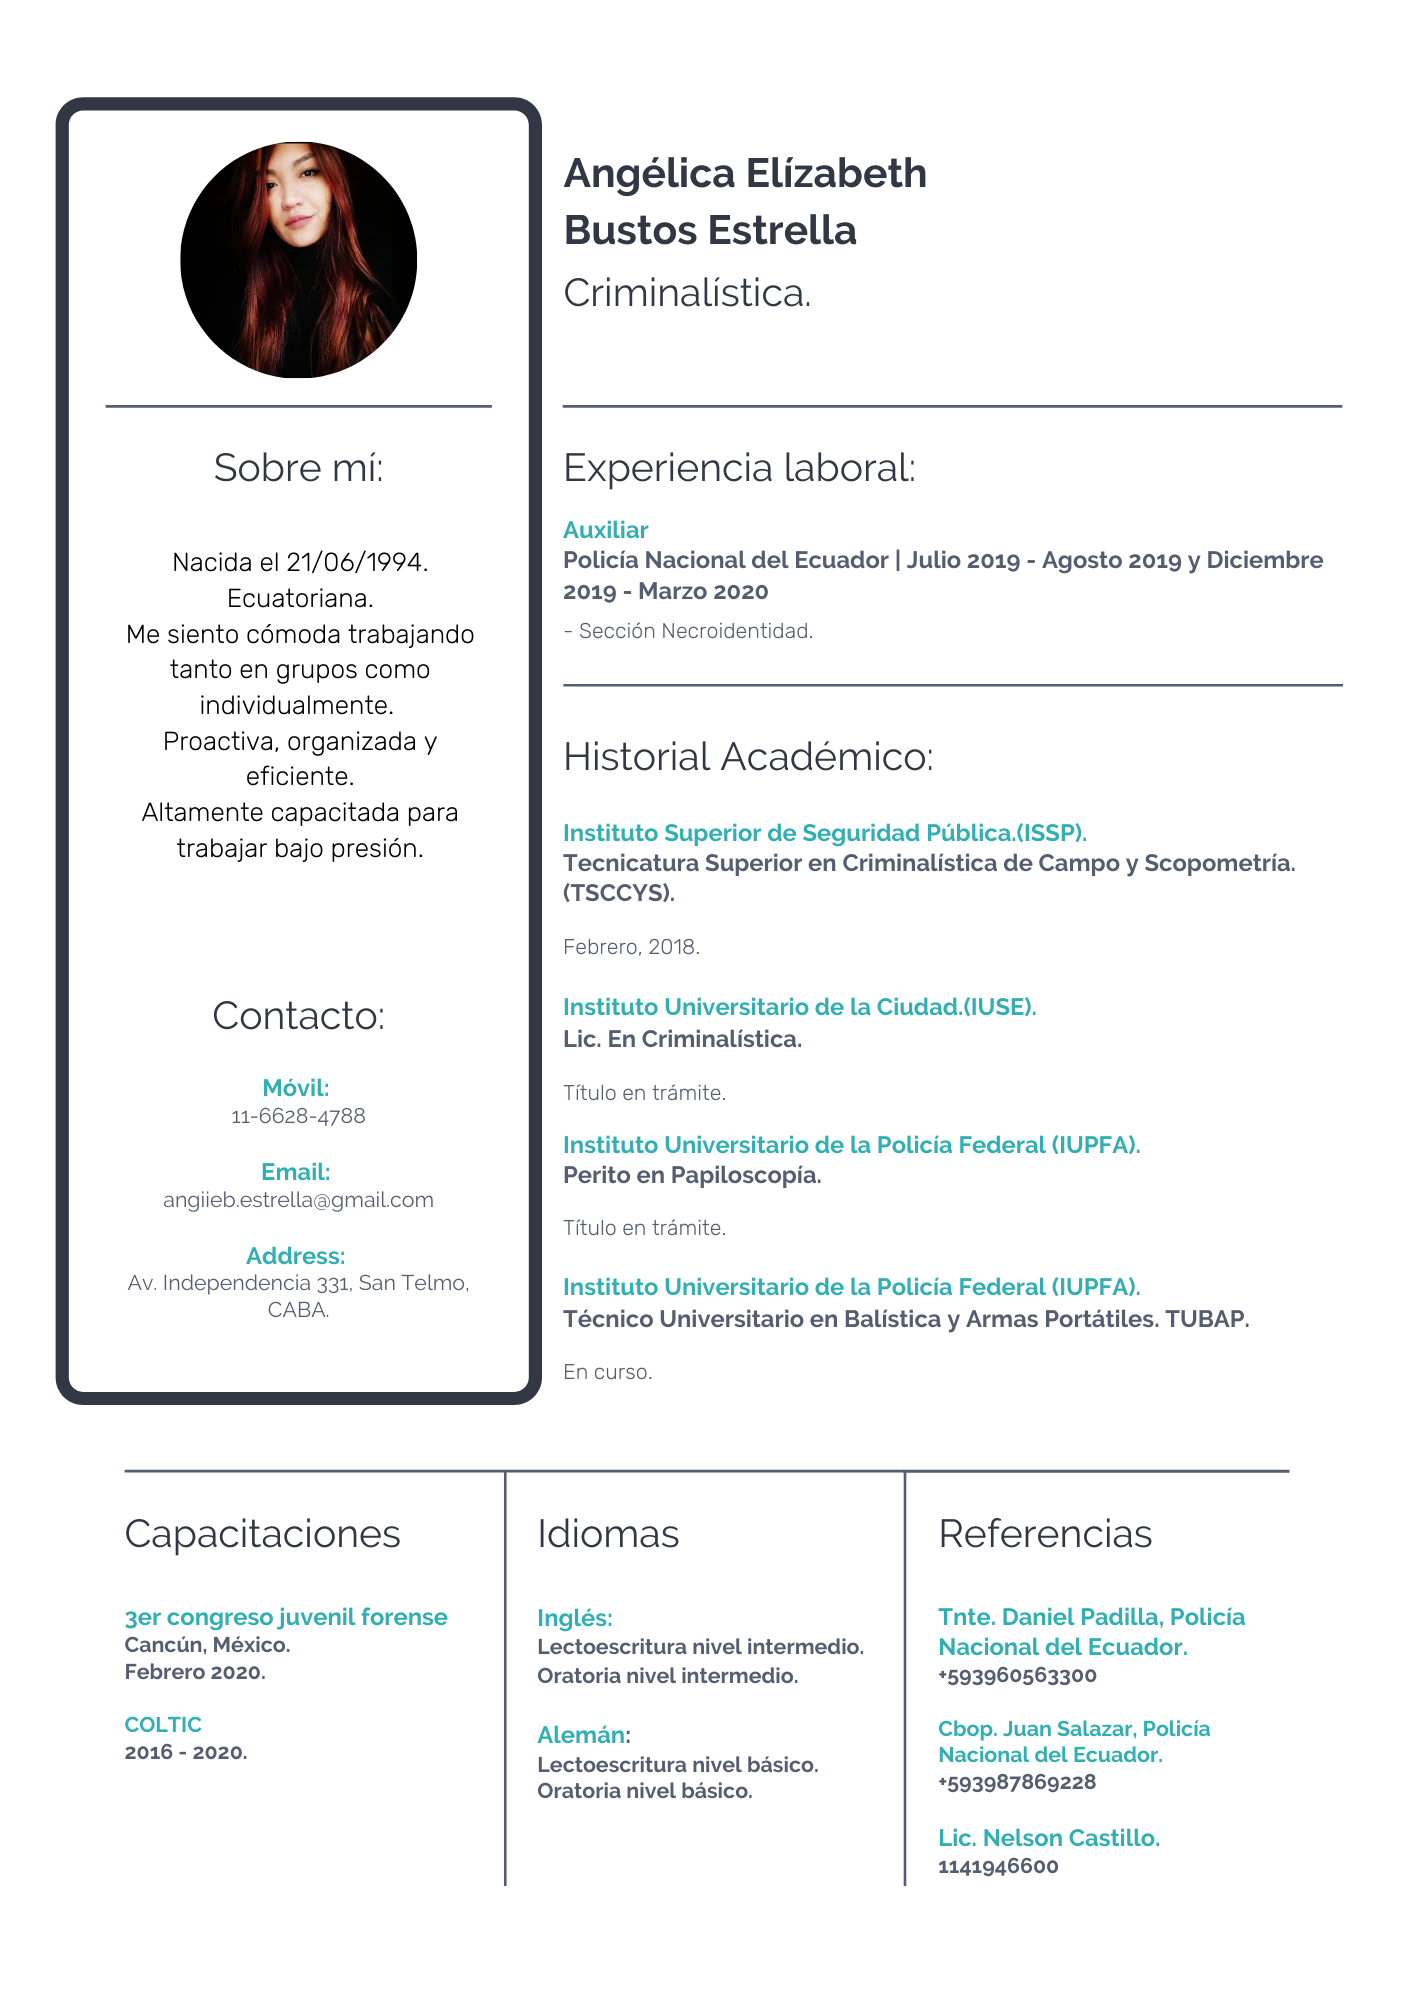 Angélica Elízabeth
Bustos Estrella
Criminalística.
Sobre mí:
Nacida el 21/06/1994.
Ecuatoriana.
Me siento cómoda trabajando
tanto en grupos como
individualmente.
Proactiva, organizada y
eficiente.
Altamente capacitada para
trabajar bajo presión.
Contacto:
Móvil:
11-6628-4788
Email:
angiieb.estrella@gmail.com
Address:
Av. Independencia 331, San Telmo,
CABA.
Experiencia laboral:
Auxiliar
Policía Nacional del Ecuador | Julio 2019 - Agosto 2019 y Diciembre
2019 - Marzo 2020
- Sección Necroidentidad.
Historial Académico:
Instituto Superior de Seguridad Pública.(ISSP).
Tecnicatura Superior en Criminalística de Campo y Scopometría.
(TSCCYS).
Febrero, 2018.
Instituto Universitario de la Ciudad.(IUSE).
Lic. En Criminalística.
Título en trámite.
Instituto Universitario de la Policía Federal (IUPFA).
Perito en Papiloscopía.
Título en trámite.
Instituto Universitario de la Policía Federal (IUPFA).
Técnico Universitario en Balística y Armas Portátiles. TUBAP.
En curso.
Capacitaciones
3er congreso juvenil forense
Cancún, México.
Febrero 2020.
COLTIC
2016 - 2020.
Idiomas
Inglés:
Lectoescritura nivel intermedio.
Oratoria nivel intermedio.
Alemán:
Lectoescritura nivel básico.
Oratoria nivel básico.
Referencias
Tnte. Daniel Padilla, Policía
Nacional del Ecuador.
+593960563300
Cbop. Juan Salazar, Policía
Nacional del Ecuador.
+593987869228
Lic. Nelson Castillo.
1141946600